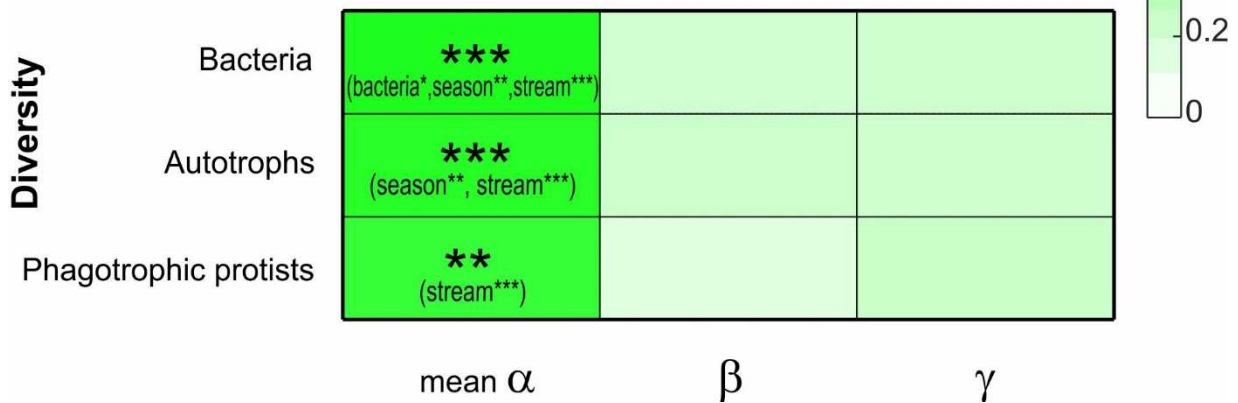 0.2
0
Diversity
Bacteria
***
(bacteria*,season**,stream***)
Autotrophs
***
(season**, stream***)
Phagotrophic protists
**
(stream***)
mean α
β
γ